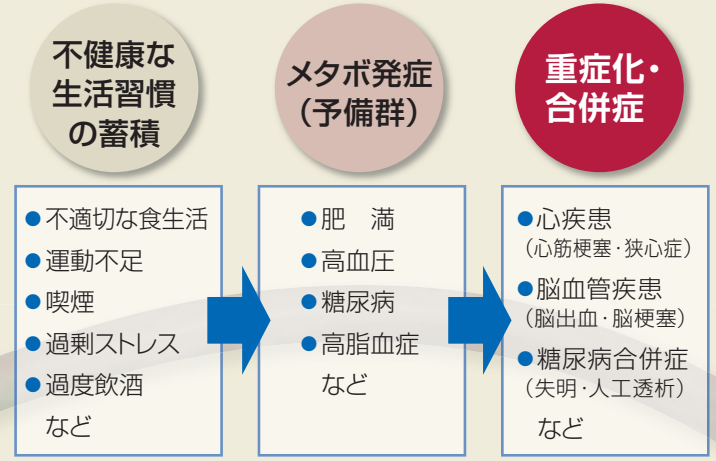 不健康な
生活習慣
の蓄積
メタボ発症
（予備群）
重症化・
合併症
●不適切な食生活
●運動不足
●喫煙
●過剰ストレス
●過度飲酒
など
●肥　満
●高血圧
●糖尿病
●高脂血症
など
●心疾患
（心筋梗塞・狭心症）
●脳血管疾患
（脳出血・脳梗塞）
●糖尿病合併症
（失明・人工透析）
など